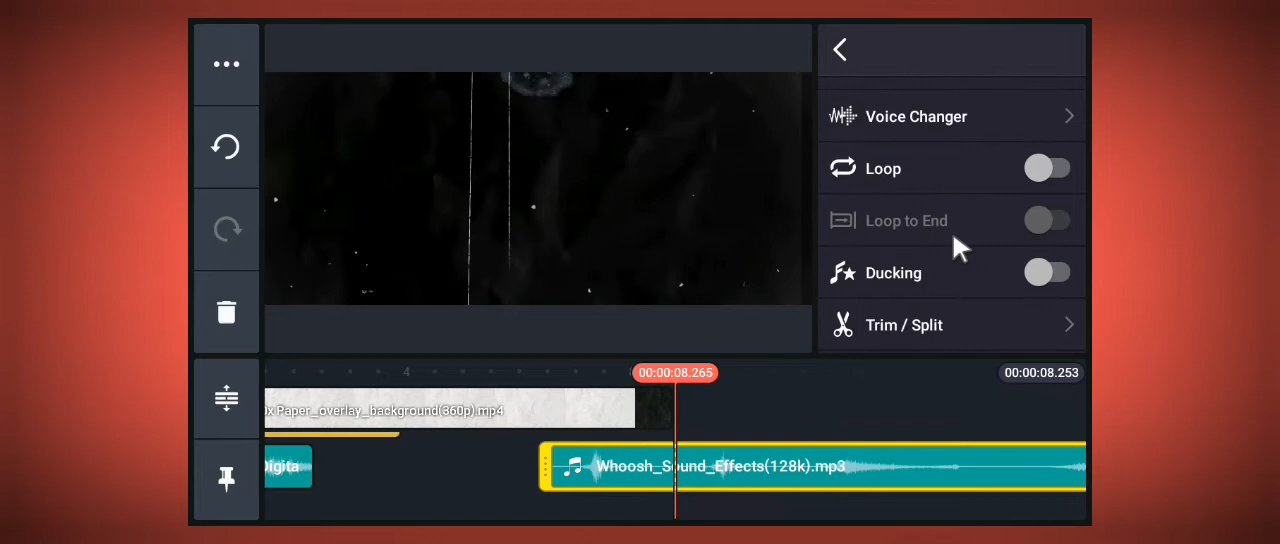 Voice Changer
Loop
Loop to End
Ducking
Trim / Split
4
00:00:08.265
00:00:08.253
x Paper_overlay_background(360p).mp4
Digita
Whoosh_Sound_Effects(128k).mp3